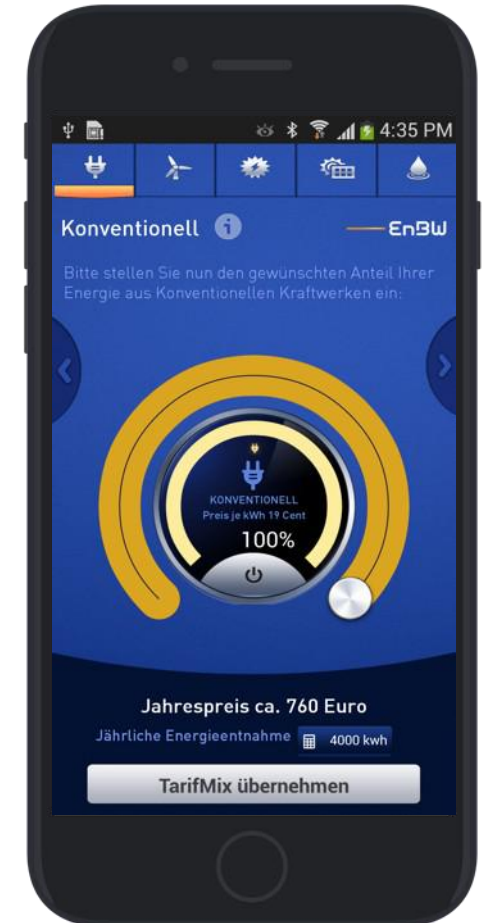 4:35 PM
Konventionell i
EnBW
Bitte stellen Sie nun den gewünschten Anteil Ihrer
Energie aus Konventionellen Kraftwerken ein:
KONVENTIONELL
Preis je kWh 19 Cent
100%
Jahrespreis ca. 760 Euro
Jährliche Energieentnahme 4000 kwh
TarifMix übernehmen